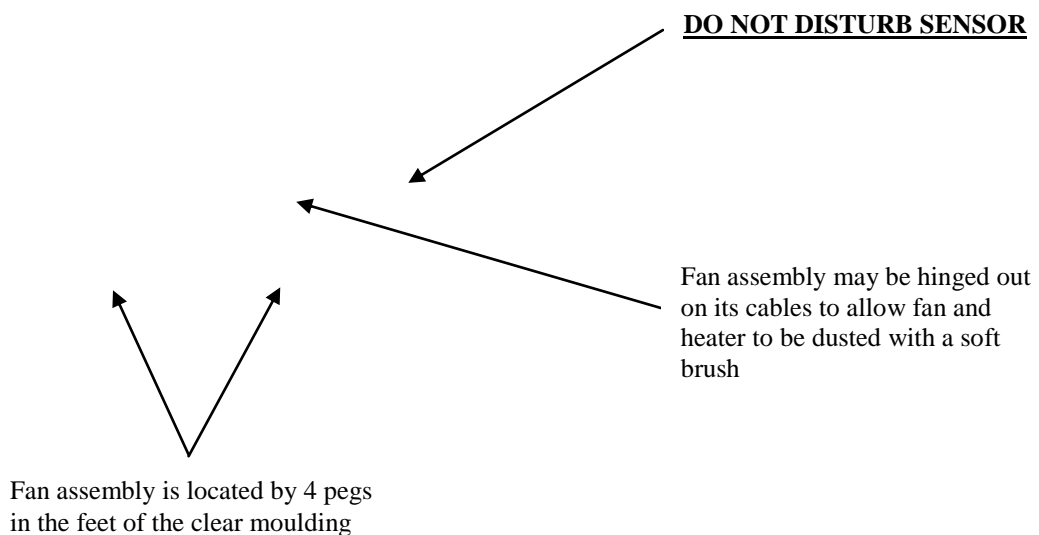 DO NOT DISTURB SENSOR
Fan assembly may be hinged out
on its cables to allow fan and
heater to be dusted with a soft
brush
Fan assembly is located by 4 pegs
in the feet of the clear moulding